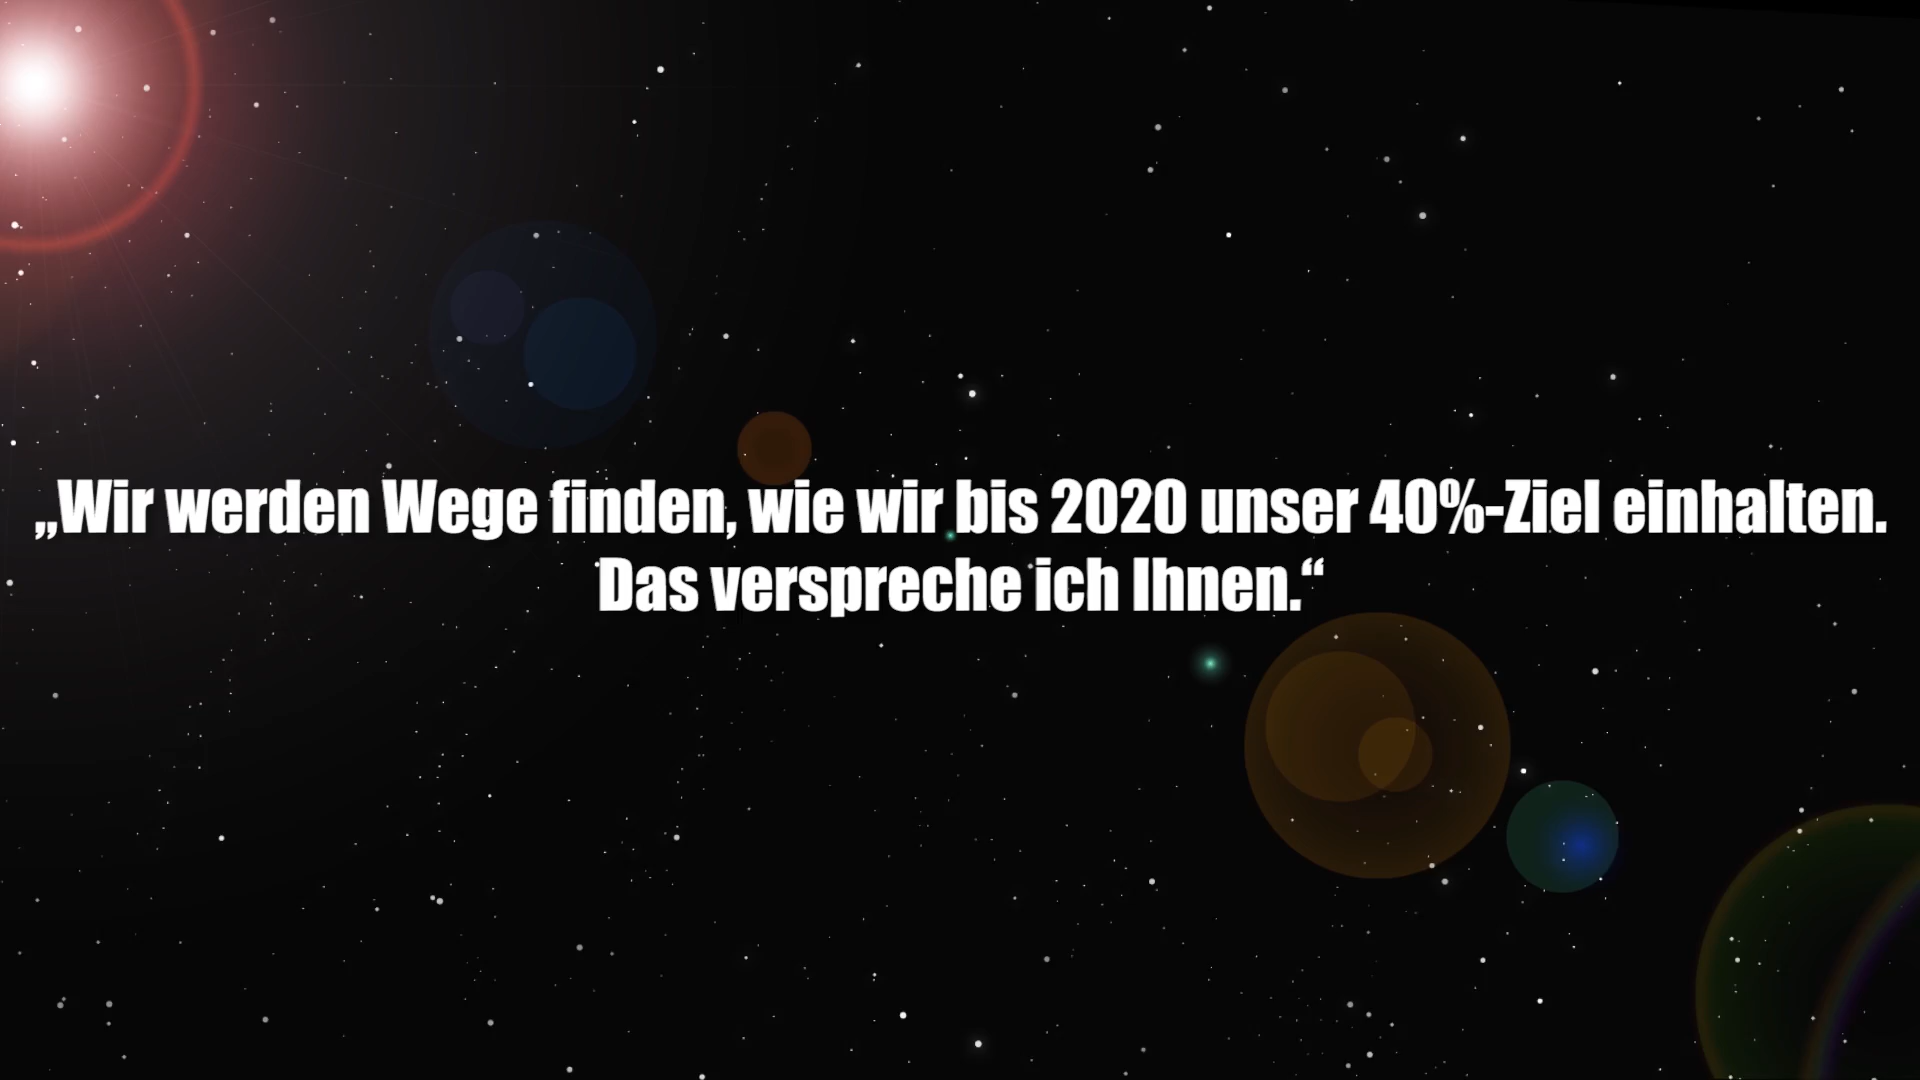 „Wir werden Wege finden, wie wir bis 2020 unser 40%-Ziel einhalten.
Das verspreche ich Ihnen.“